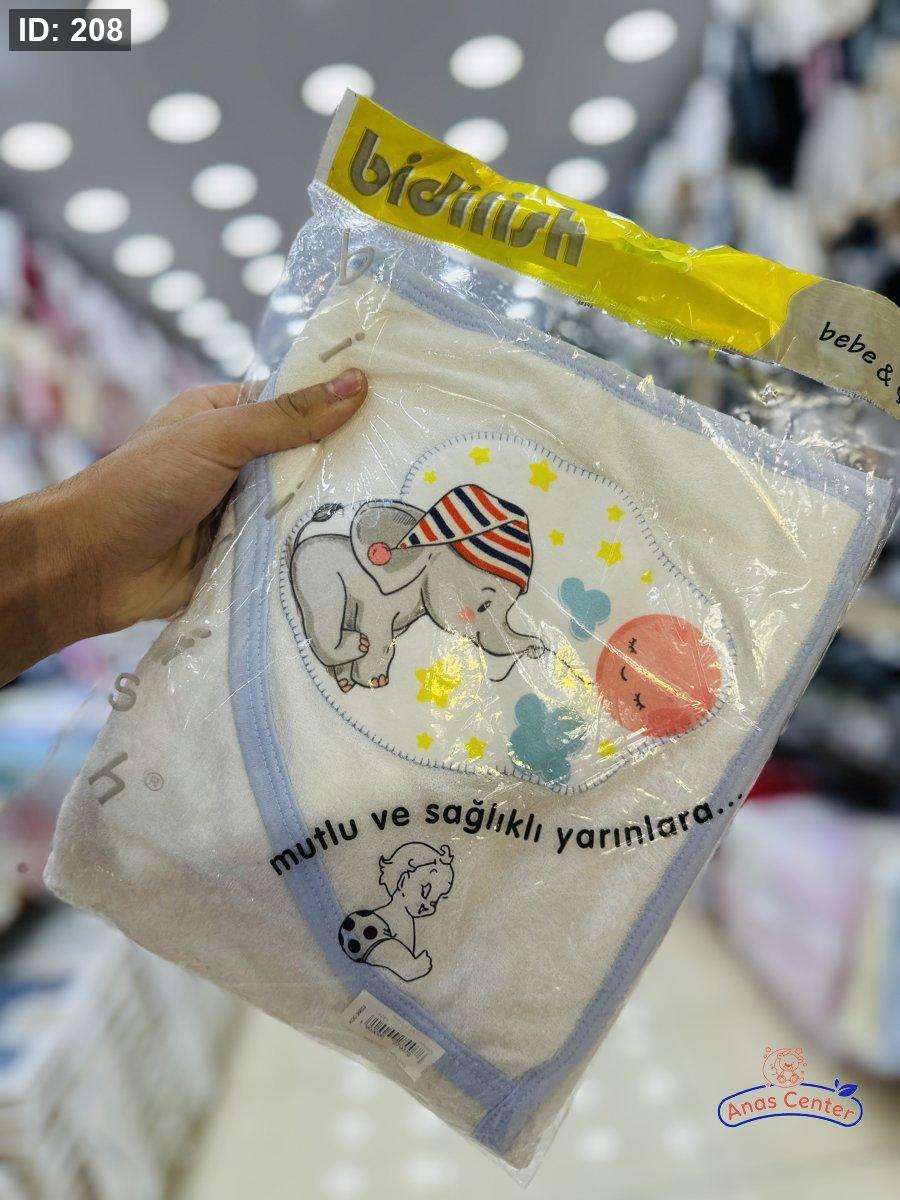 ID: 208
bidilish
bebe &
b i i i s h ®
mutlu ve sağlıklı yarınlara...
Anas Center